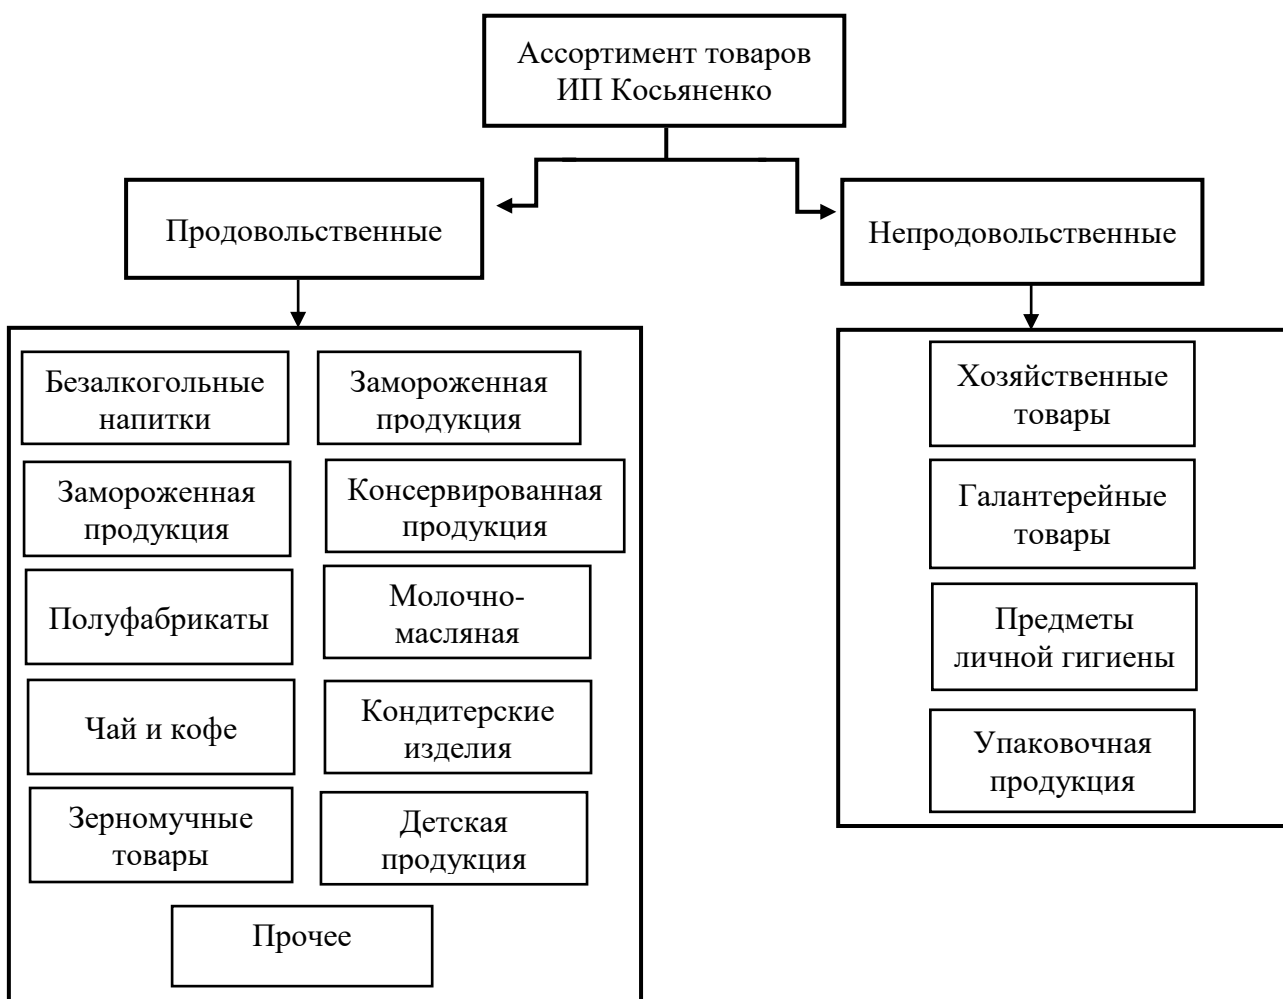 Ассортимент товаров
ИП Косьяненко
Продовольственные
Непродовольственные
Безалкогольные
напитки
Замороженная
продукция
Замороженная
продукция
Консервированная
продукция
Полуфабрикаты
Молочно-
масляная
Чай и кофе
Кондитерские
изделия
Зерномучные
товары
Детская
продукция
Прочее
Хозяйственные
товары
Галантерейные
товары
Предметы
личной гигиены
Упаковочная
продукция